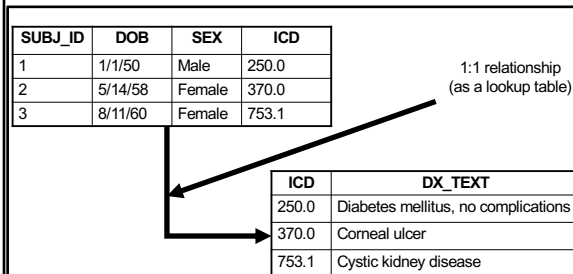 SUBJ_ID DOB SEX ICD
1 1/1/50 Male 250.0
2 5/14/58 Female 370.0
3 8/11/60 Female 753.1
1:1 relationship
(as a lookup table)
ICD DX_TEXT
250.0 Diabetes mellitus, no complications
370.0 Corneal ulcer
753.1 Cystic kidney disease